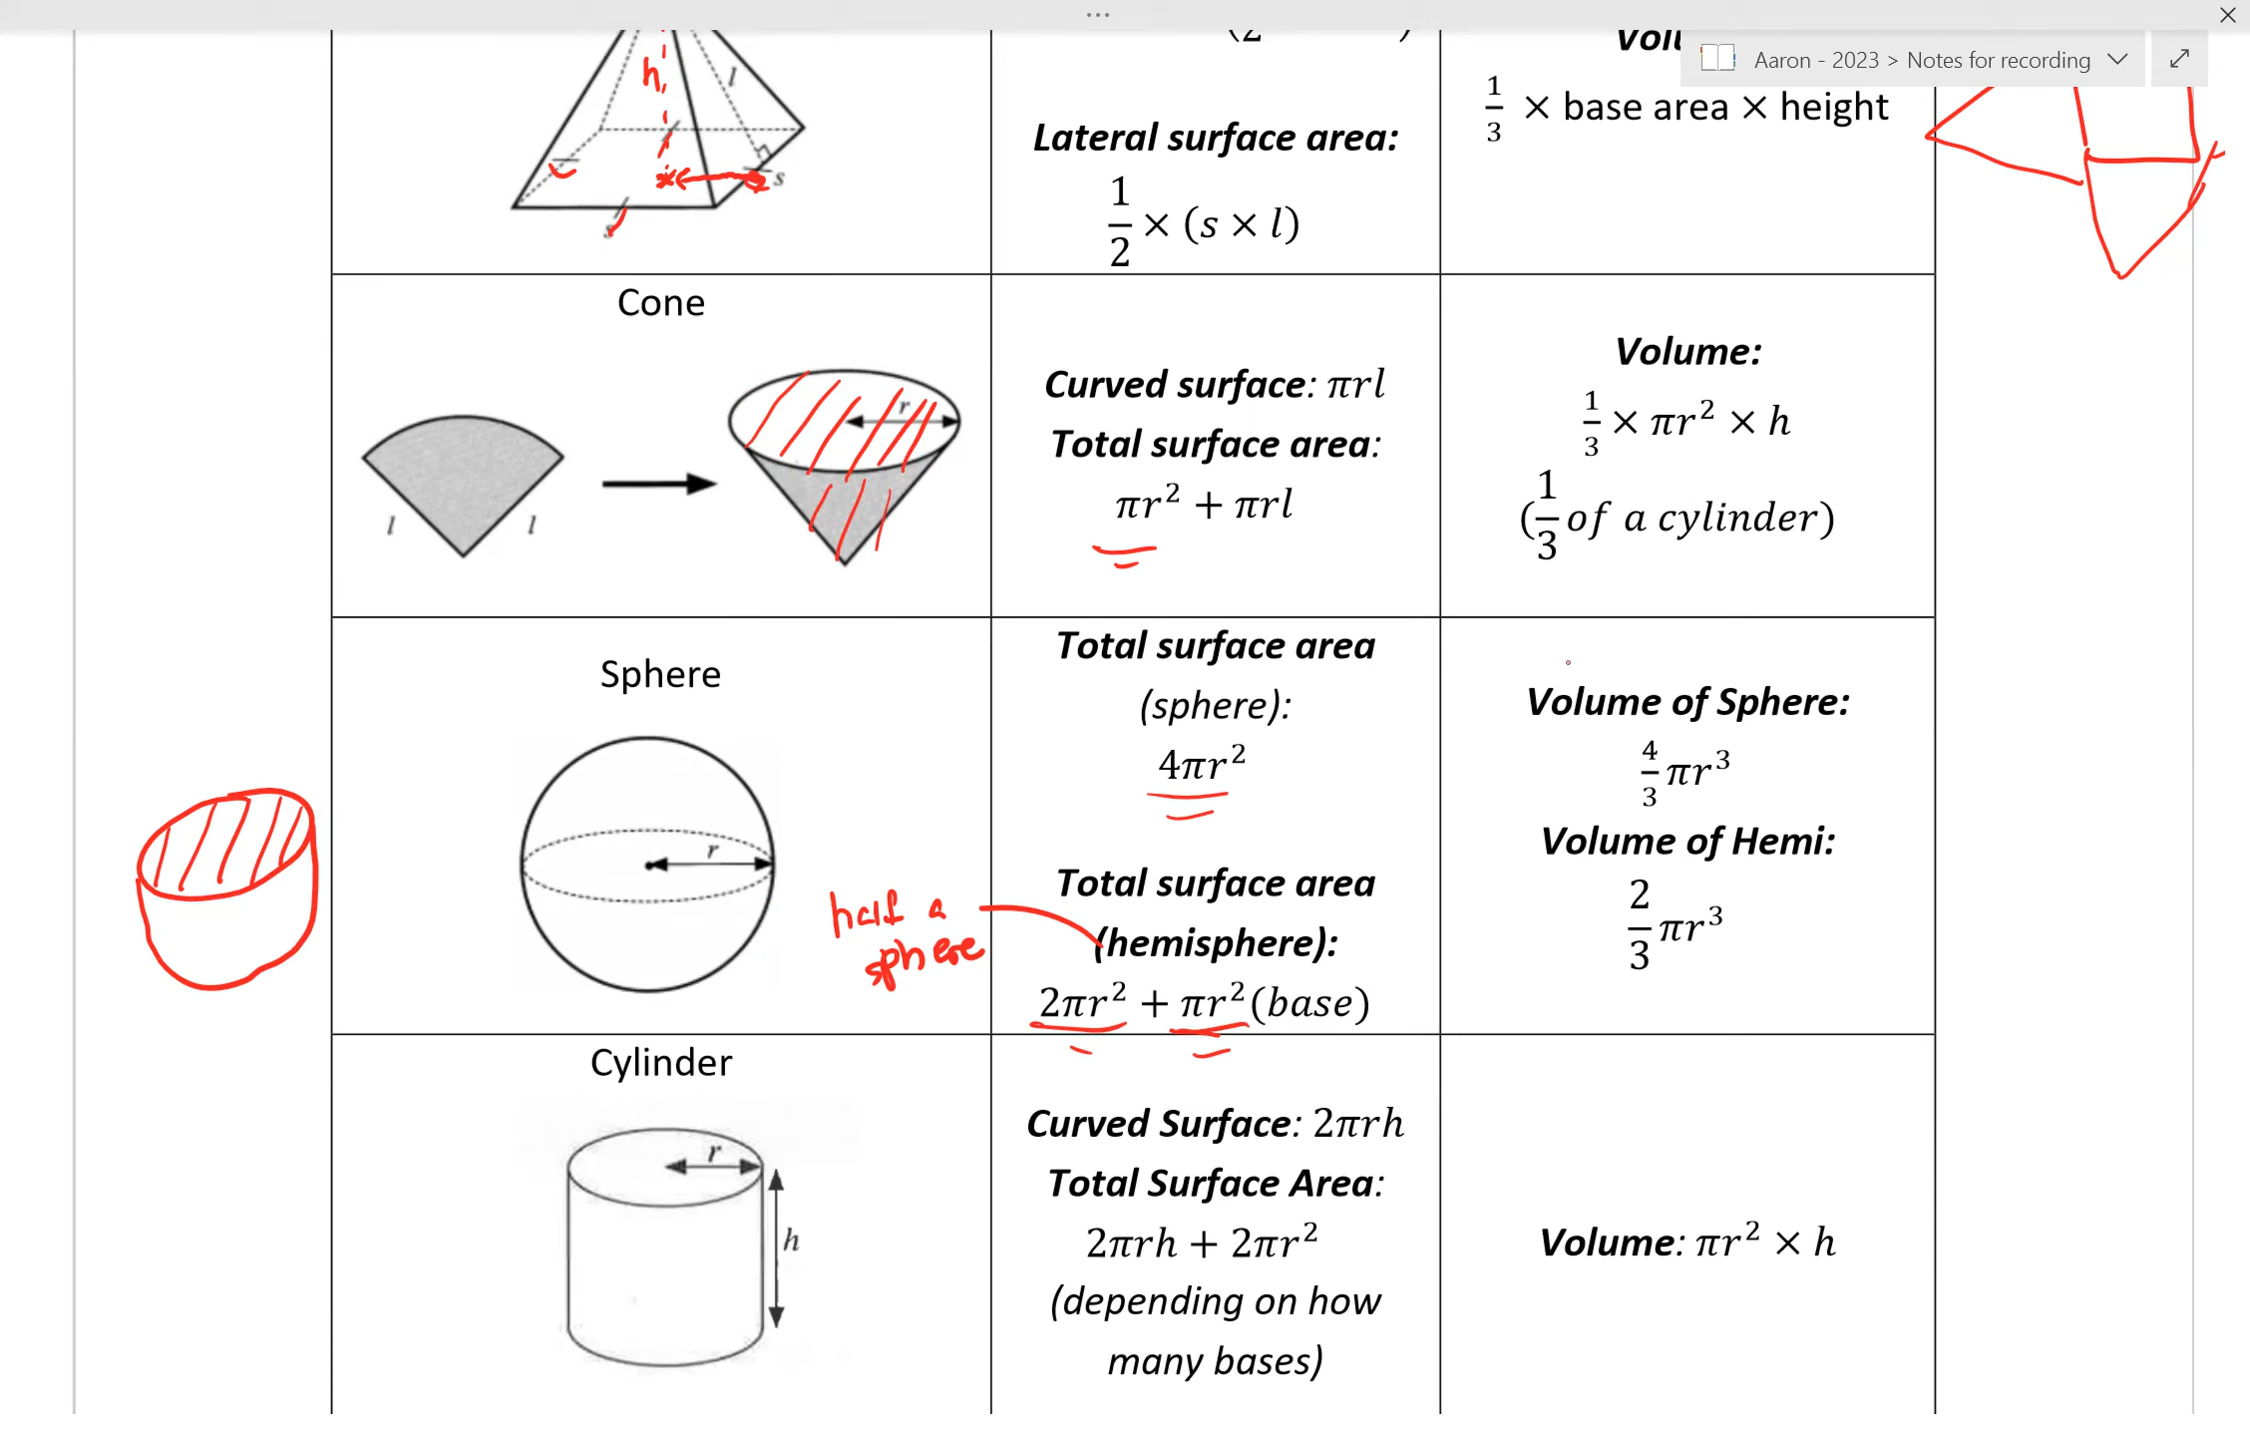 ...
Aaron - 2023 > Notes for recording
h
l
s
s
Lateral surface area:
1/2 × (s × l)
1/3 × base area × height
Cone
l
l
r
Curved surface: πrl
Total surface area:
πr² + πrl
Volume:
1/3 × πr² × h
(1/3 of a cylinder)
Sphere
r
half a
sphere
Total surface area
(sphere):
4πr²
Total surface area
(hemisphere):
2πr² + πr²(base)
Volume of Sphere:
4/3 πr³
Volume of Hemi:
2/3 πr³
Cylinder
r
h
Curved Surface: 2πrh
Total Surface Area:
2πrh + 2πr²
(depending on how
many bases)
Volume: πr² × h